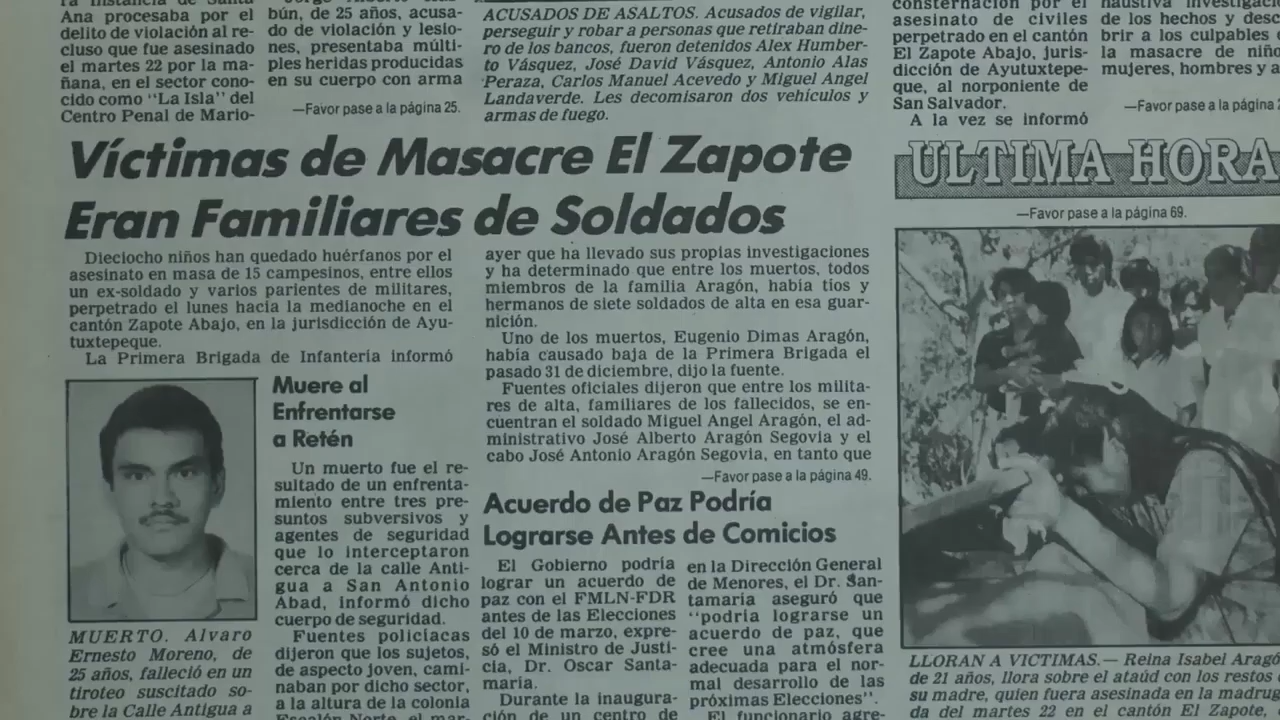 Ana procesaba por el
delito de violación al re-
cluso que fue asesinado
el martes 22 por la ma-
ñana, en el sector cono-
cido como "La Isla" del
Centro Penal de Mario-
bún, de 25 años, acusa-
do de violación y lesio-
nes, presentaba múlti-
ples heridas producidas
en su cuerpo con arma
—Favor pase a la página 25.
ACUSADOS DE ASALTOS. Acusados de vigilar,
perseguir y robar a personas que retiraban dine-
ro de los bancos, fueron detenidos Alex Humber-
to Vásquez, José David Vásquez, Antonio Alas
Peraza, Carlos Manuel Acevedo y Miguel Angel
Landaverde. Les decomisaron dos vehículos y
armas de fuego.
consternación por el
asesinato de civiles
perpetrado en el cantón
El Zapote Abajo, juris-
dicción de Ayutuxtepe-
que, al norponiente de
San Salvador.
A la vez se informó
haustiva investigació
de los hechos y desc
brir a los culpables
la masacre de niño
mujeres, hombres y a
—Favor pase a la página
Víctimas de Masacre El Zapote
Eran Familiares de Soldados
Dieciocho niños han quedado huérfanos por el
asesinato en masa de 15 campesinos, entre ellos
un ex-soldado y varios parientes de militares,
perpetrado el lunes hacia la medianoche en el
cantón Zapote Abajo, en la jurisdicción de Ayu-
tuxtepeque.
La Primera Brigada de Infantería informó
ayer que ha llevado sus propias investigaciones
y ha determinado que entre los muertos, todos
miembros de la familia Aragón, había tíos y
hermanos de siete soldados de alta en esa guar-
nición.
Uno de los muertos, Eugenio Dimas Aragón,
había causado baja de la Primera Brigada el
pasado 31 de diciembre, dijo la fuente.
Fuentes oficiales dijeron que entre los milita-
res de alta, familiares de los fallecidos, se en-
cuentran el soldado Miguel Angel Aragón, el ad-
ministrativo José Alberto Aragón Segovia y el
cabo José Antonio Aragón Segovia, en tanto que
—Favor pase a la página 49.
MUERTO. Alvaro
Ernesto Moreno, de
25 años, falleció en un
tiroteo suscitado so-
bre la Calle Antigua a
Muere al
Enfrentarse
a Retén
Un muerto fue el re-
sultado de un enfrenta-
miento entre tres pre-
suntos subversivos y
agentes de seguridad
que lo interceptaron
cerca de la calle Anti-
gua a San Antonio
Abad, informó dicho
cuerpo de seguridad.
Fuentes policíacas
dijeron que los sujetos,
de aspecto joven, cami-
naban por dicho sector,
a la altura de la colonia
Escalón Norte, el mar-
Acuerdo de Paz Podría
Lograrse Antes de Comicios
El Gobierno podría
lograr un acuerdo de
paz con el FMLN-FDR
antes de las Elecciones
del 10 de marzo, expre-
só el Ministro de Justi-
cia, Dr. Oscar Santa-
maría.
Durante la inaugura-
ción de un centro de
en la Dirección General
de Menores, el Dr. San-
tamaría aseguró que
"podría lograrse un
acuerdo de paz, que
cree una atmósfera
adecuada para el nor-
mal desarrollo de las
próximas Elecciones".
El funcionario agre-
ULTIMA HORA
—Favor pase a la página 69.
LLORAN A VICTIMAS.— Reina Isabel Aragó
de 21 años, llora sobre el ataúd con los restos
su madre, quien fuera asesinada en la madrug
da del martes 22 en el cantón El Zapote,